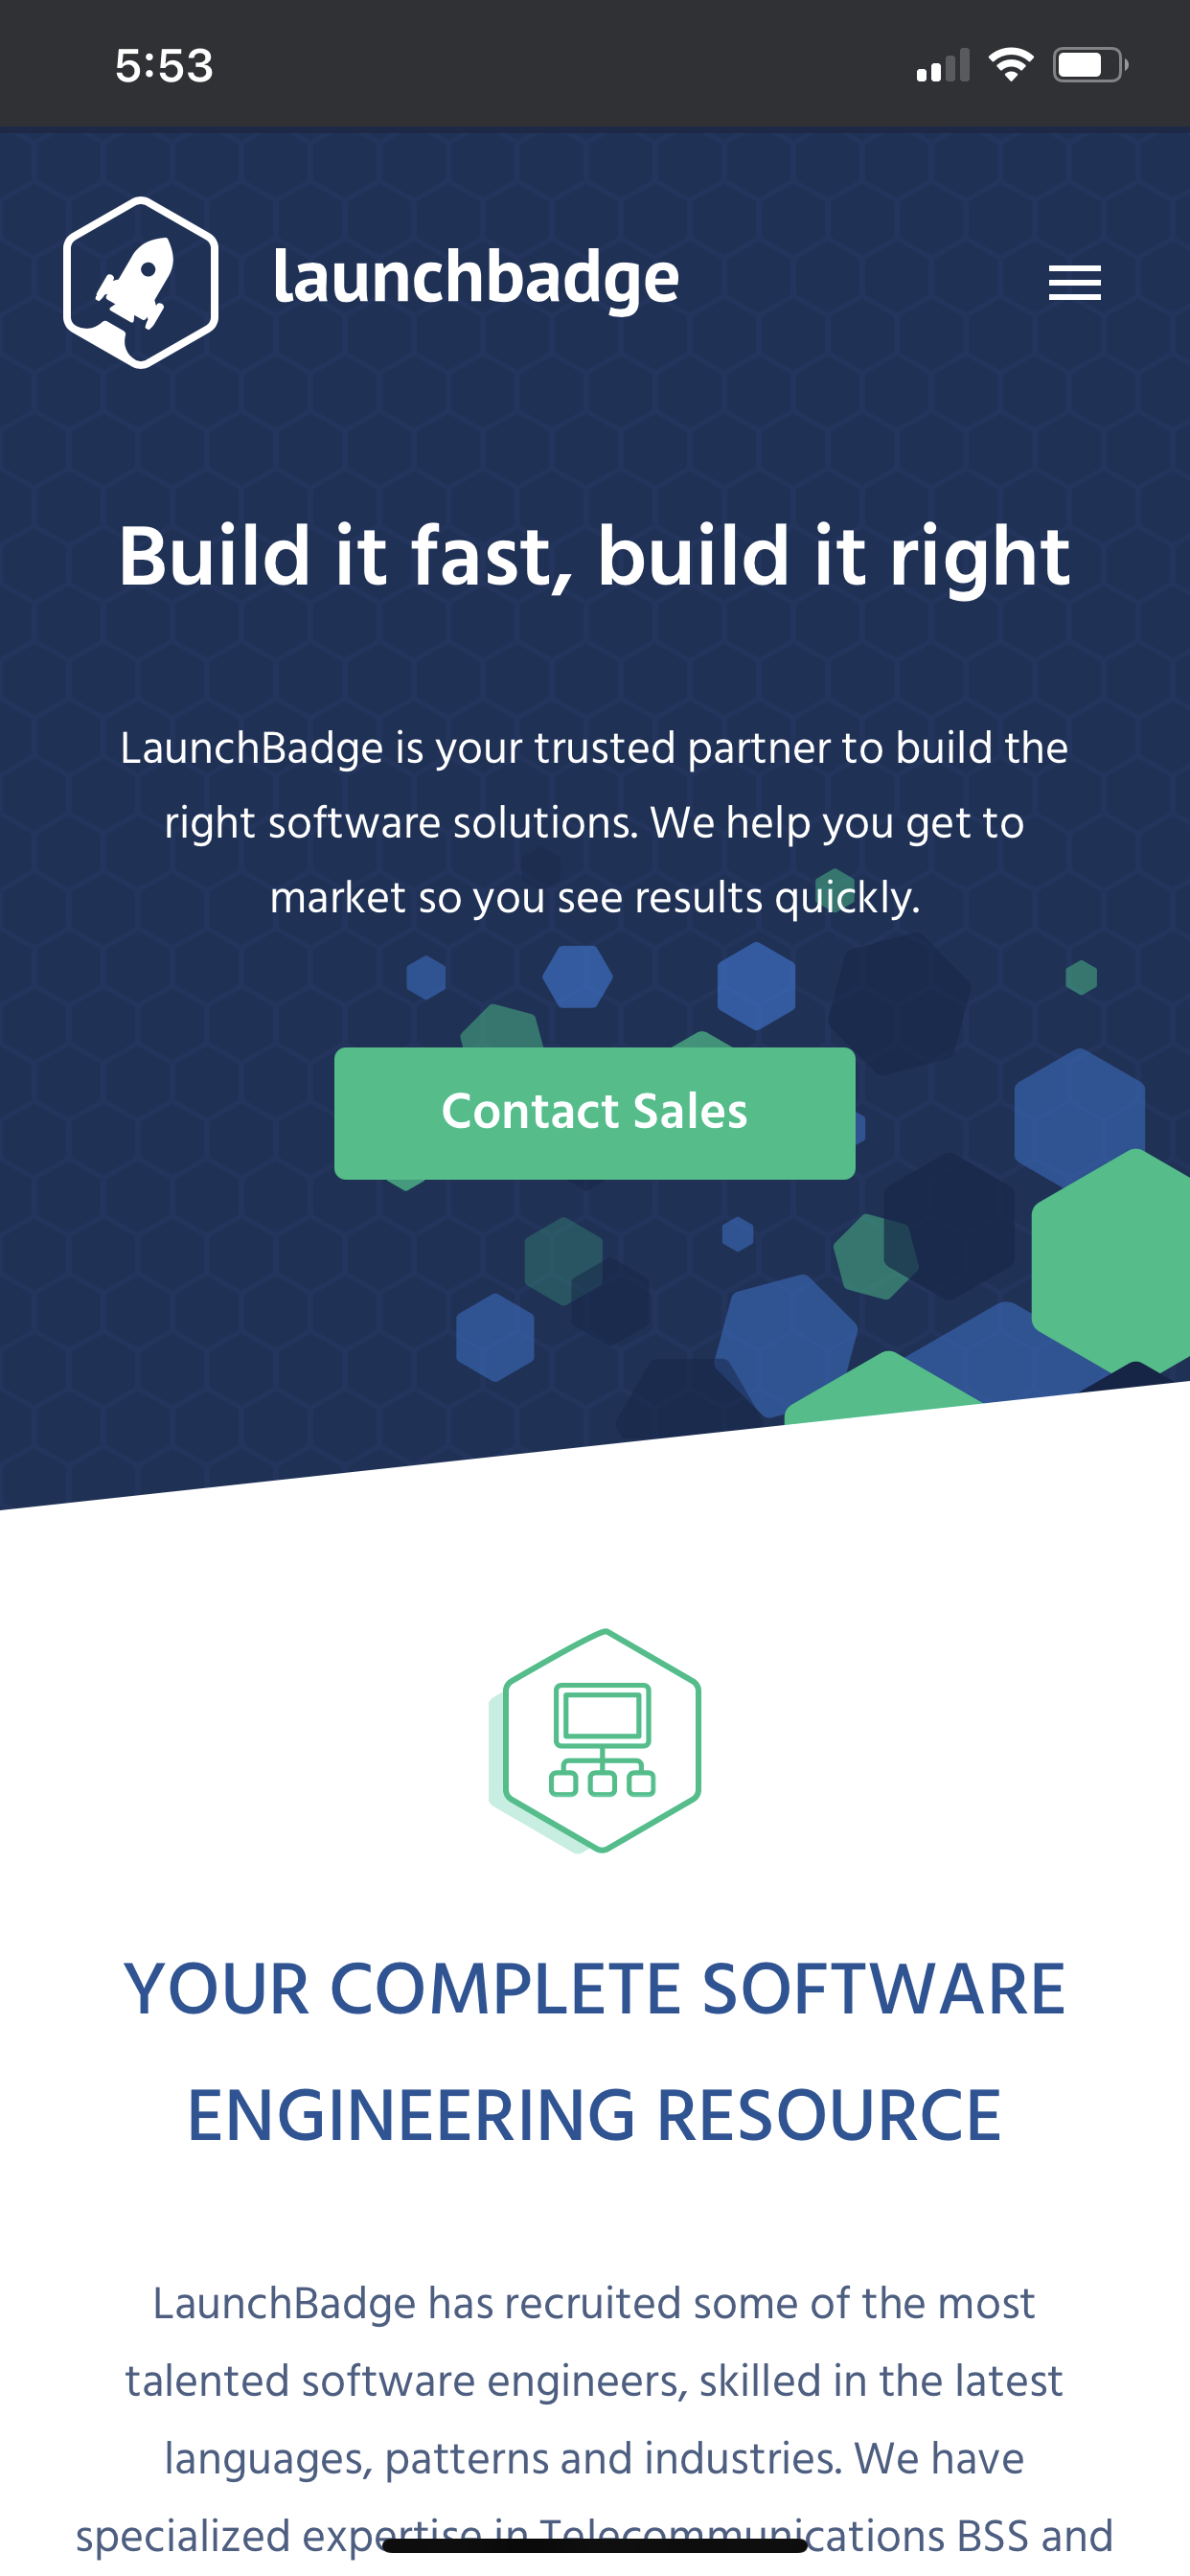 5:53
launchbadge
Build it fast, build it right
LaunchBadge is your trusted partner to build the
right software solutions. We help you get to
market so you see results quickly.
Contact Sales
YOUR COMPLETE SOFTWARE
ENGINEERING RESOURCE
LaunchBadge has recruited some of the most
talented software engineers, skilled in the latest
languages, patterns and industries. We have
specialized expertise in Telecommunications BSS and